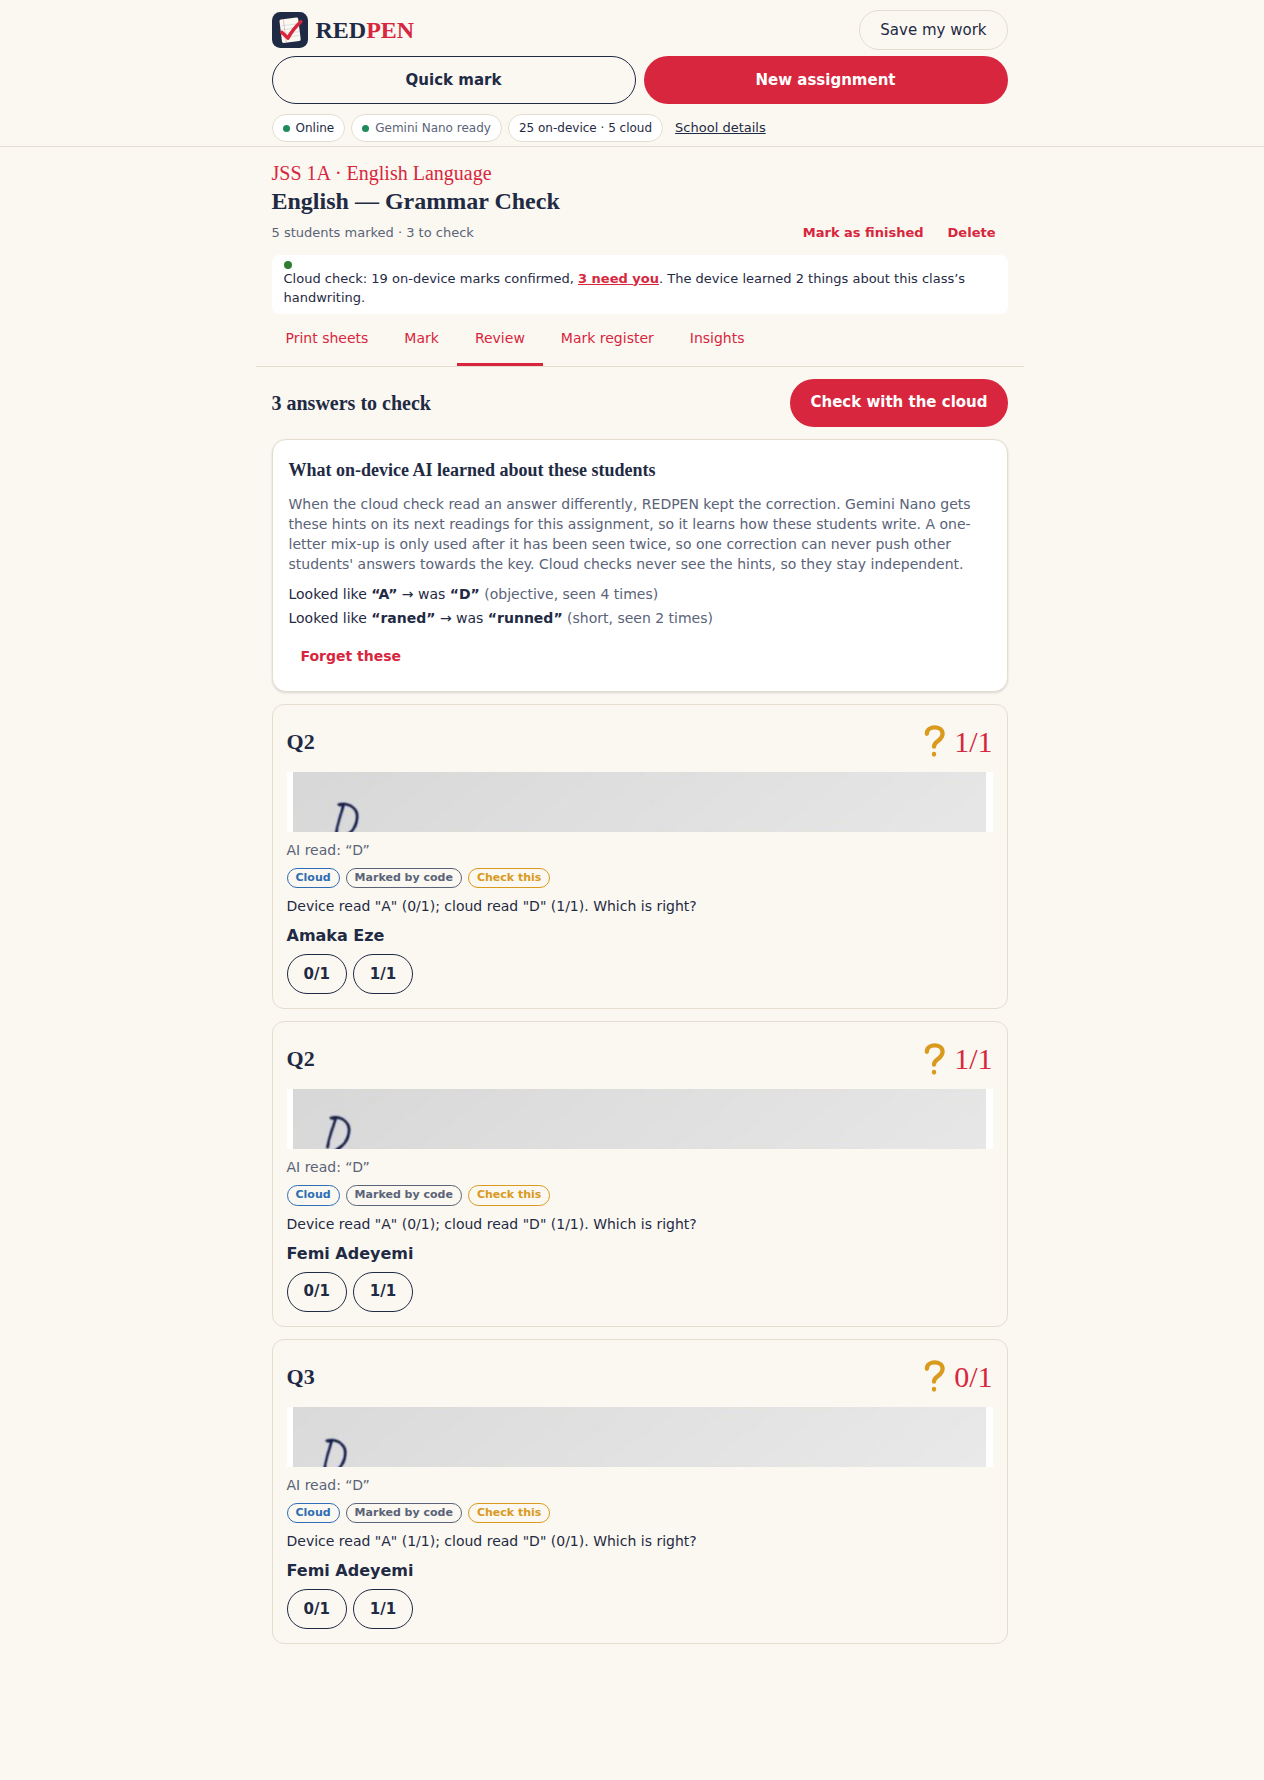 REDPEN
Save my work
Quick mark
New assignment
Online
Gemini Nano ready
25 on-device · 5 cloud
School details
JSS 1A · English Language
English — Grammar Check
5 students marked · 3 to check
Mark as finished
Delete
Cloud check: 19 on-device marks confirmed, 3 need you. The device learned 2 things about this class’s
handwriting.
Print sheets
Mark
Review
Mark register
Insights
3 answers to check
Check with the cloud
What on-device AI learned about these students
When the cloud check read an answer differently, REDPEN kept the correction. Gemini Nano gets
these hints on its next readings for this assignment, so it learns how these students write. A one-
letter mix-up is only used after it has been seen twice, so one correction can never push other
students' answers towards the key. Cloud checks never see the hints, so they stay independent.
Looked like “A” → was “D” (objective, seen 4 times)
Looked like “raned” → was “runned” (short, seen 2 times)
Forget these
Q2
? 1/1
D
AI read: “D”
Cloud
Marked by code
Check this
Device read "A" (0/1); cloud read "D" (1/1). Which is right?
Amaka Eze
0/1
1/1
Q2
? 1/1
D
AI read: “D”
Cloud
Marked by code
Check this
Device read "A" (0/1); cloud read "D" (1/1). Which is right?
Femi Adeyemi
0/1
1/1
Q3
? 0/1
D
AI read: “D”
Cloud
Marked by code
Check this
Device read "A" (1/1); cloud read "D" (0/1). Which is right?
Femi Adeyemi
0/1
1/1